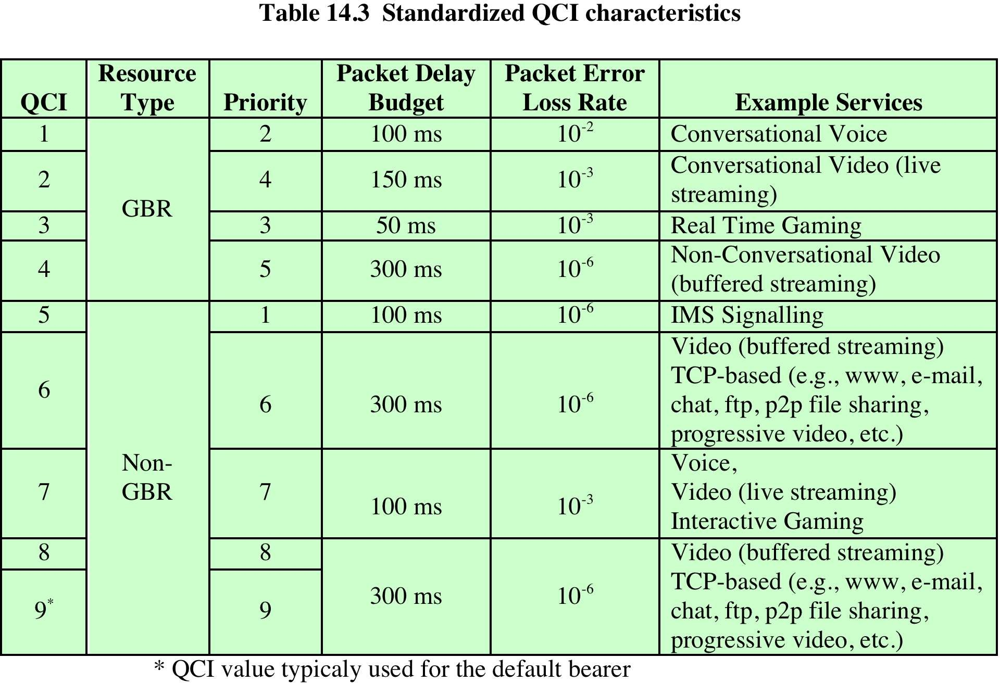 Table 14.3 Standardized QCI characteristics
QCI Resource Type Priority Packet Delay Budget Packet Error Loss Rate Example Services
1 GBR 2 100 ms 10^-2 Conversational Voice
2 4 150 ms 10^-3 Conversational Video (live
streaming)
3 3 50 ms 10^-3 Real Time Gaming
4 5 300 ms 10^-6 Non-Conversational Video
(buffered streaming)
5 Non-GBR 1 100 ms 10^-6 IMS Signalling
6 6 300 ms 10^-6 Video (buffered streaming)
TCP-based (e.g., www, e-mail,
chat, ftp, p2p file sharing,
progressive video, etc.)
7 7 100 ms 10^-3 Voice,
Video (live streaming)
Interactive Gaming
8 8 300 ms 10^-6 Video (buffered streaming)
9* 9 TCP-based (e.g., www, e-mail,
chat, ftp, p2p file sharing,
progressive video, etc.)
* QCI value typicaly used for the default bearer